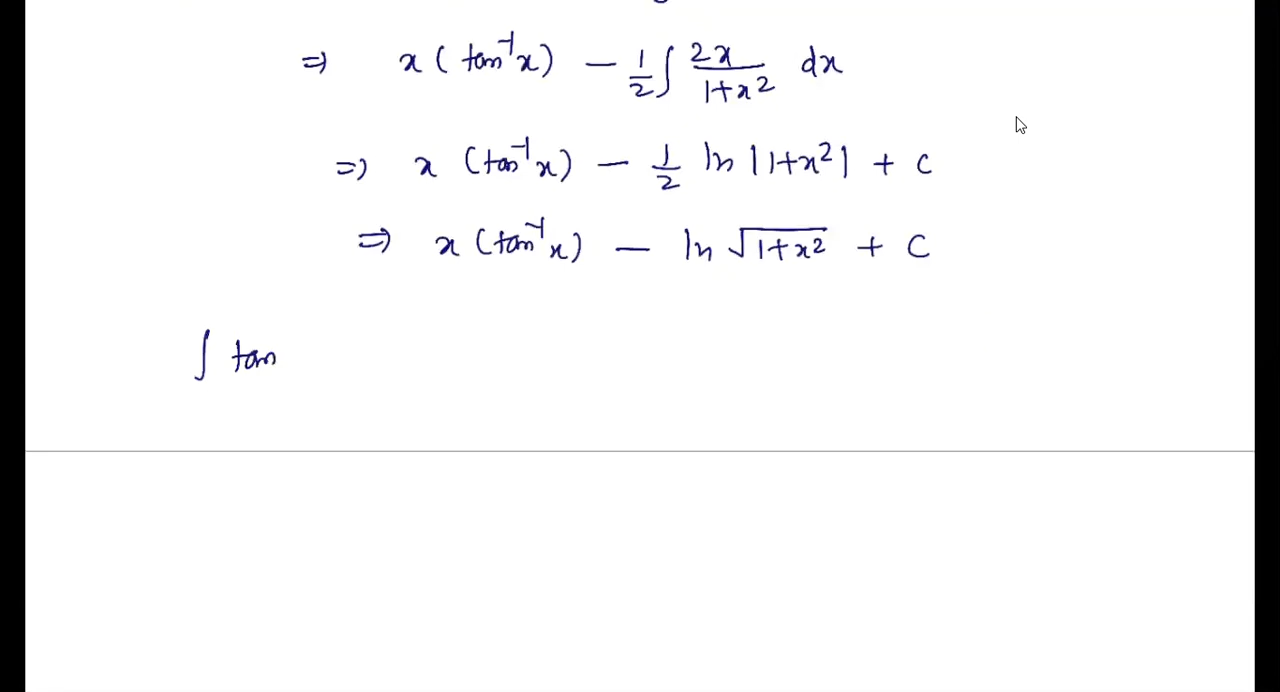 ⇒ x (tan⁻¹x) − 1/2 ∫ 2x/(1+x²) dx
⇒ x (tan⁻¹x) − 1/2 ln |1+x²| + c
⇒ x (tan⁻¹x) − ln √(1+x²) + C
∫ tan